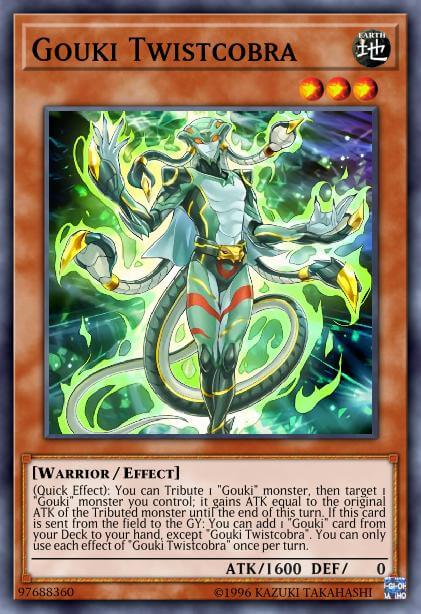 Gouki Twistcobra
EARTH
地
[Warrior / Effect]
(Quick Effect): You can Tribute 1 "Gouki" monster, then target 1
"Gouki" monster you control; it gains ATK equal to the original
ATK of the Tributed monster until the end of this turn. If this card
is sent from the field to the GY: You can add 1 "Gouki" card from
your Deck to your hand, except "Gouki Twistcobra". You can only
use each effect of "Gouki Twistcobra" once per turn.
ATK/1600 DEF/ 0
97688360
©1996 KAZUKI TAKAHASHI